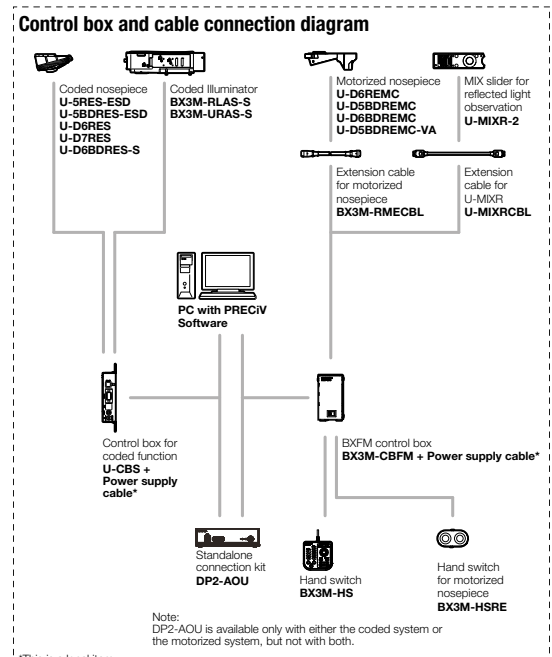 Control box and cable connection diagram
Coded nosepiece
U-5RES-ESD
U-5BDRES-ESD
U-D6RES
U-D7RES
U-D6BDRES-S
Coded Illuminator
BX3M-RLAS-S
BX3M-URAS-S
Motorized nosepiece
U-D6REMC
U-D5BDREMC
U-D6BDREMC
U-D5BDREMC-VA
MIX slider for
reflected light
observation
U-MIXR-2
Extension cable
for motorized
nosepiece
BX3M-RMECBL
Extension
cable for
U-MIXR
U-MIXRCBL
PC with PRECiV
Software
Control box for
coded function
U-CBS +
Power supply
cable*
BXFM control box
BX3M-CBFM + Power supply cable*
Standalone
connection kit
DP2-AOU
Hand switch
BX3M-HS
Hand switch
for motorized
nosepiece
BX3M-HSRE
Note:
DP2-AOU is available only with either the coded system or
the motorized system, but not with both.